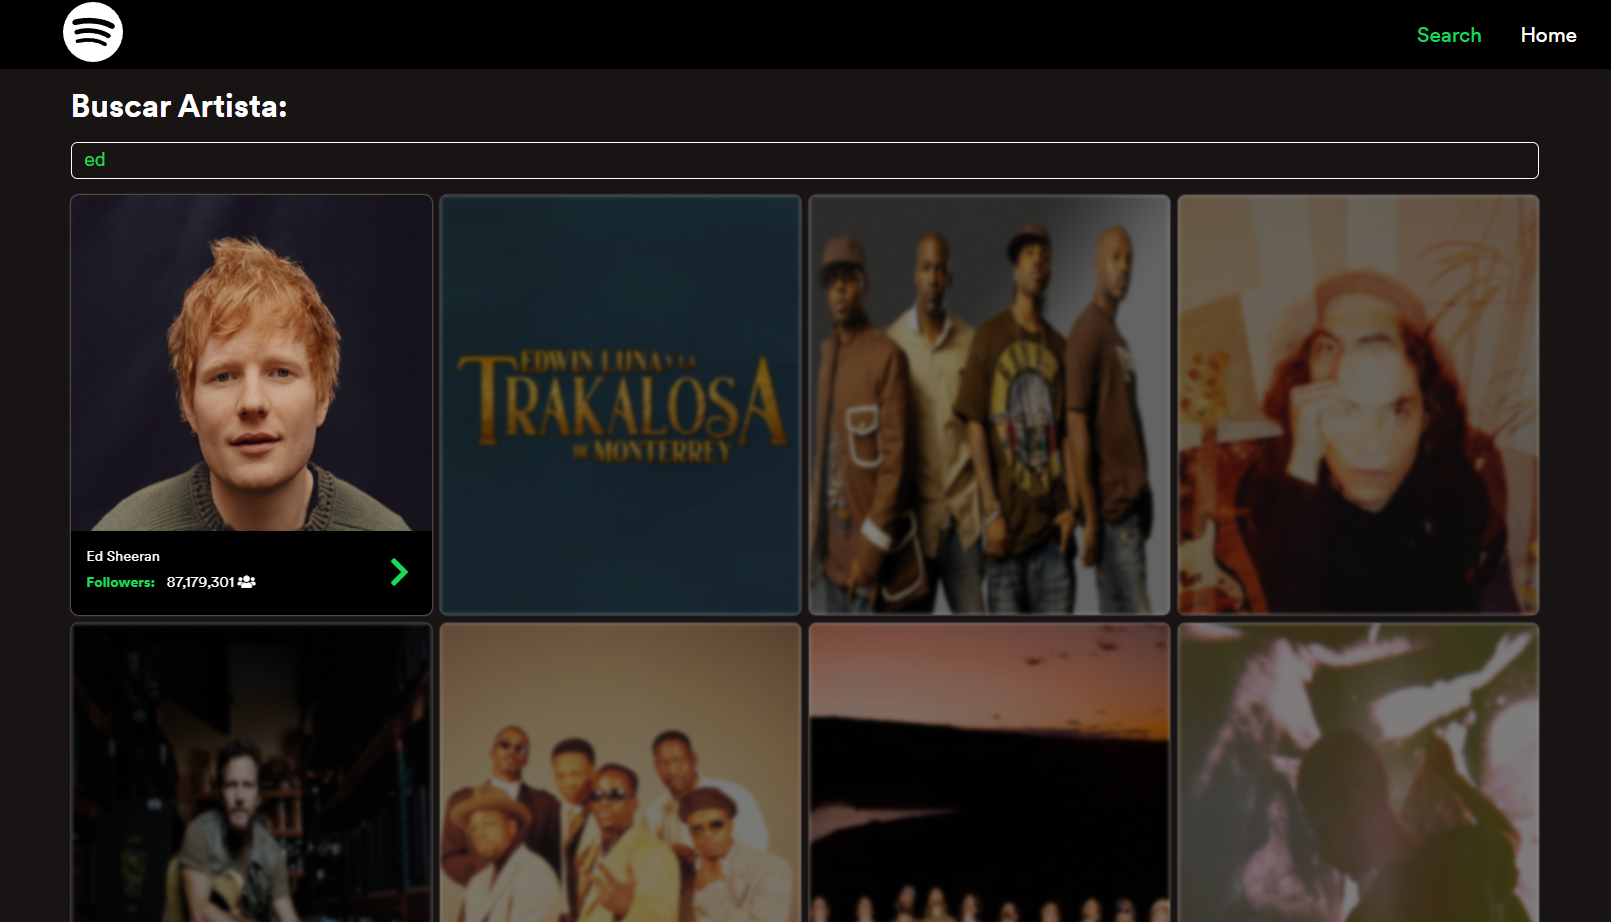 Search Home
Buscar Artista:
ed
EDWIN LUNA Y LA
TRAKALOSA
DE MONTERREY
Ed Sheeran
Followers: 87,179,301